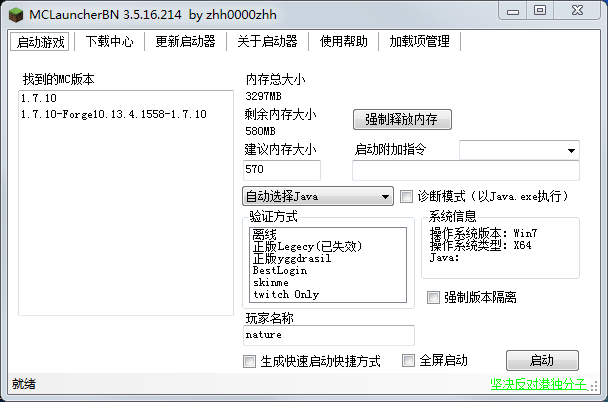 MCLauncherBN 3.5.16.214 by zhh0000zhh
启动游戏 下载中心 更新启动器 关于启动器 使用帮助 加载项管理
找到的MC版本
1.7.10
1.7.10-Forge10.13.4.1558-1.7.10
内存总大小
3297MB
剩余内存大小
580MB
强制释放内存
建议内存大小
570
启动附加指令
自动选择Java
诊断模式（以Java.exe执行）
验证方式
离线
正版Legecy(已失效)
正版yggdrasil
BestLogin
skinme
twitch Only
系统信息
操作系统版本: Win7
操作系统类型: X64
Java:
强制版本隔离
玩家名称
nature
生成快速启动快捷方式
全屏启动
启动
就绪
坚决反对港独分子